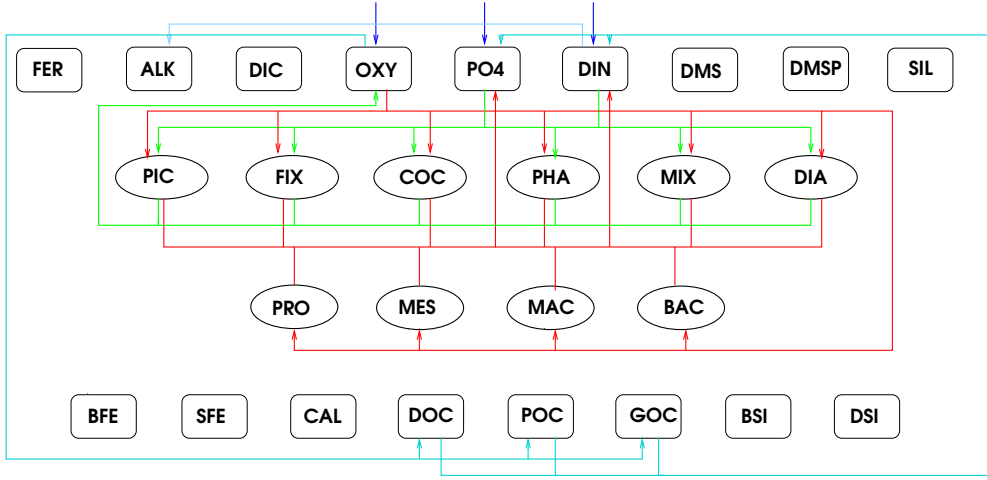 FER ALK DIC OXY PO4 DIN DMS DMSP SIL
PIC FIX COC PHA MIX DIA
PRO MES MAC BAC
BFE SFE CAL DOC POC GOC BSI DSI